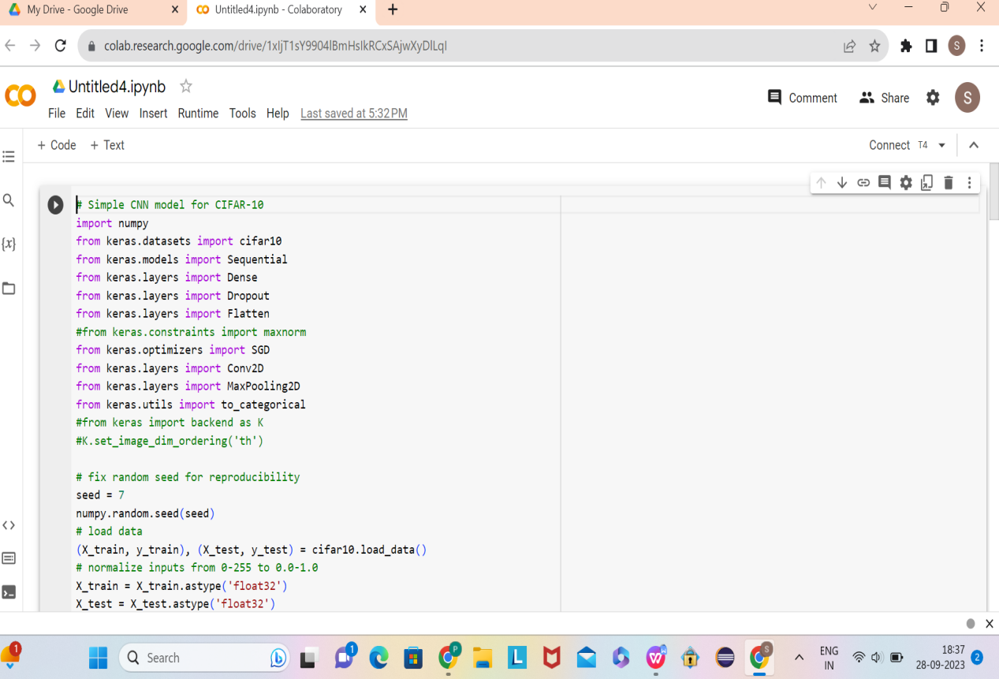 My Drive - Google Drive
Untitled4.ipynb - Colaboratory
colab.research.google.com/drive/1xIjT1sY9904lBmHsIkRCxSAjwXyDlLqI
S
Untitled4.ipynb
Comment
Share
S
File Edit View Insert Runtime Tools Help Last saved at 5:32 PM
+ Code + Text
Connect T4
{x}
# Simple CNN model for CIFAR-10
import numpy
from keras.datasets import cifar10
from keras.models import Sequential
from keras.layers import Dense
from keras.layers import Dropout
from keras.layers import Flatten
#from keras.constraints import maxnorm
from keras.optimizers import SGD
from keras.layers import Conv2D
from keras.layers import MaxPooling2D
from keras.utils import to_categorical
#from keras import backend as K
#K.set_image_dim_ordering('th')
# fix random seed for reproducibility
seed = 7
numpy.random.seed(seed)
# load data
(X_train, y_train), (X_test, y_test) = cifar10.load_data()
# normalize inputs from 0-255 to 0.0-1.0
X_train = X_train.astype('float32')
X_test = X_test.astype('float32')
1
Search
1
P
L
W
S
ENG
IN
18:37
28-09-2023
2